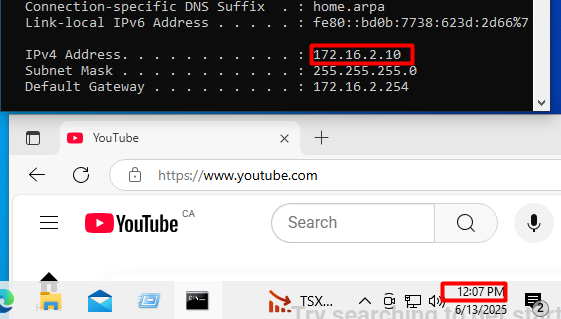 Connection-specific DNS Suffix  . : home.arpa
Link-local IPv6 Address . . . . . : fe80::bd0b:7738:623d:2d66%7
IPv4 Address. . . . . . . . . . . : 172.16.2.10
Subnet Mask . . . . . . . . . . . : 255.255.255.0
Default Gateway . . . . . . . . . : 172.16.2.254
YouTube
https://www.youtube.com
YouTube CA
Search
TSX...
12:07 PM
6/13/2025
2
Try searching to get start